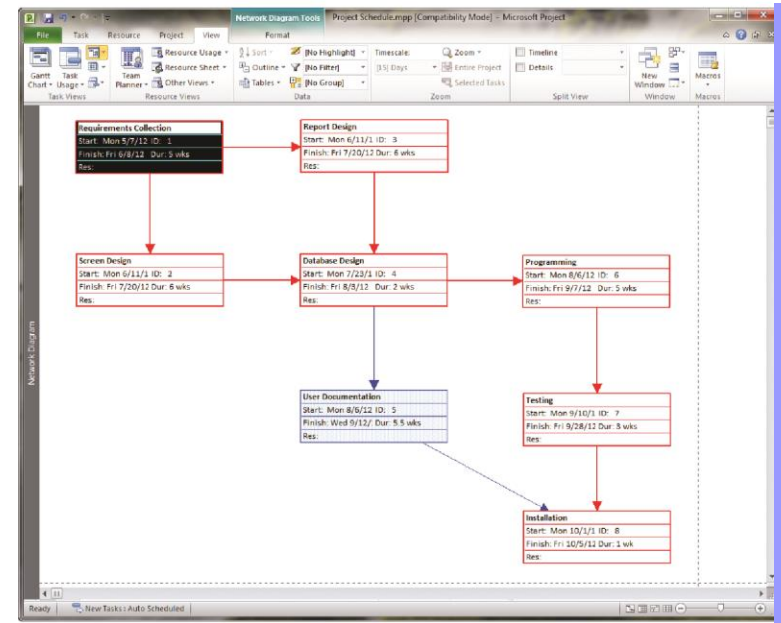 Network Diagram Tools
Project Schedule.mpp [Compatibility Mode] – Microsoft Project
File Task Resource Project View Format
Gantt Chart
Task Usage
Team Planner
Resource Usage
Resource Sheet
Other Views
Sort
Outline
Tables
[No Highlight]
[No Filter]
[No Group]
Timescale:
[15] Days
Zoom
Entire Project
Selected Tasks
Timeline
Details
New Window
Macros
Task Views Resource Views Data Zoom Split View Window Macros
Requirements Collection
Start: Mon 5/7/12 ID: 1
Finish: Fri 6/8/12 Dur: 5 wks
Res:
Report Design
Start: Mon 6/11/1 ID: 3
Finish: Fri 7/20/12 Dur: 6 wks
Res:
Screen Design
Start: Mon 6/11/1 ID: 2
Finish: Fri 7/20/12 Dur: 6 wks
Res:
Database Design
Start: Mon 7/23/1 ID: 4
Finish: Fri 8/3/12 Dur: 2 wks
Res:
Programming
Start: Mon 8/6/12 ID: 6
Finish: Fri 9/7/12 Dur: 5 wks
Res:
Network Diagram
User Documentation
Start: Mon 8/6/12 ID: 5
Finish: Wed 9/12/ Dur: 5.5 wks
Res:
Testing
Start: Mon 9/10/1 ID: 7
Finish: Fri 9/28/12 Dur: 3 wks
Res:
Installation
Start: Mon 10/1/1 ID: 8
Finish: Fri 10/5/12 Dur: 1 wk
Res:
Ready New Tasks : Auto Scheduled